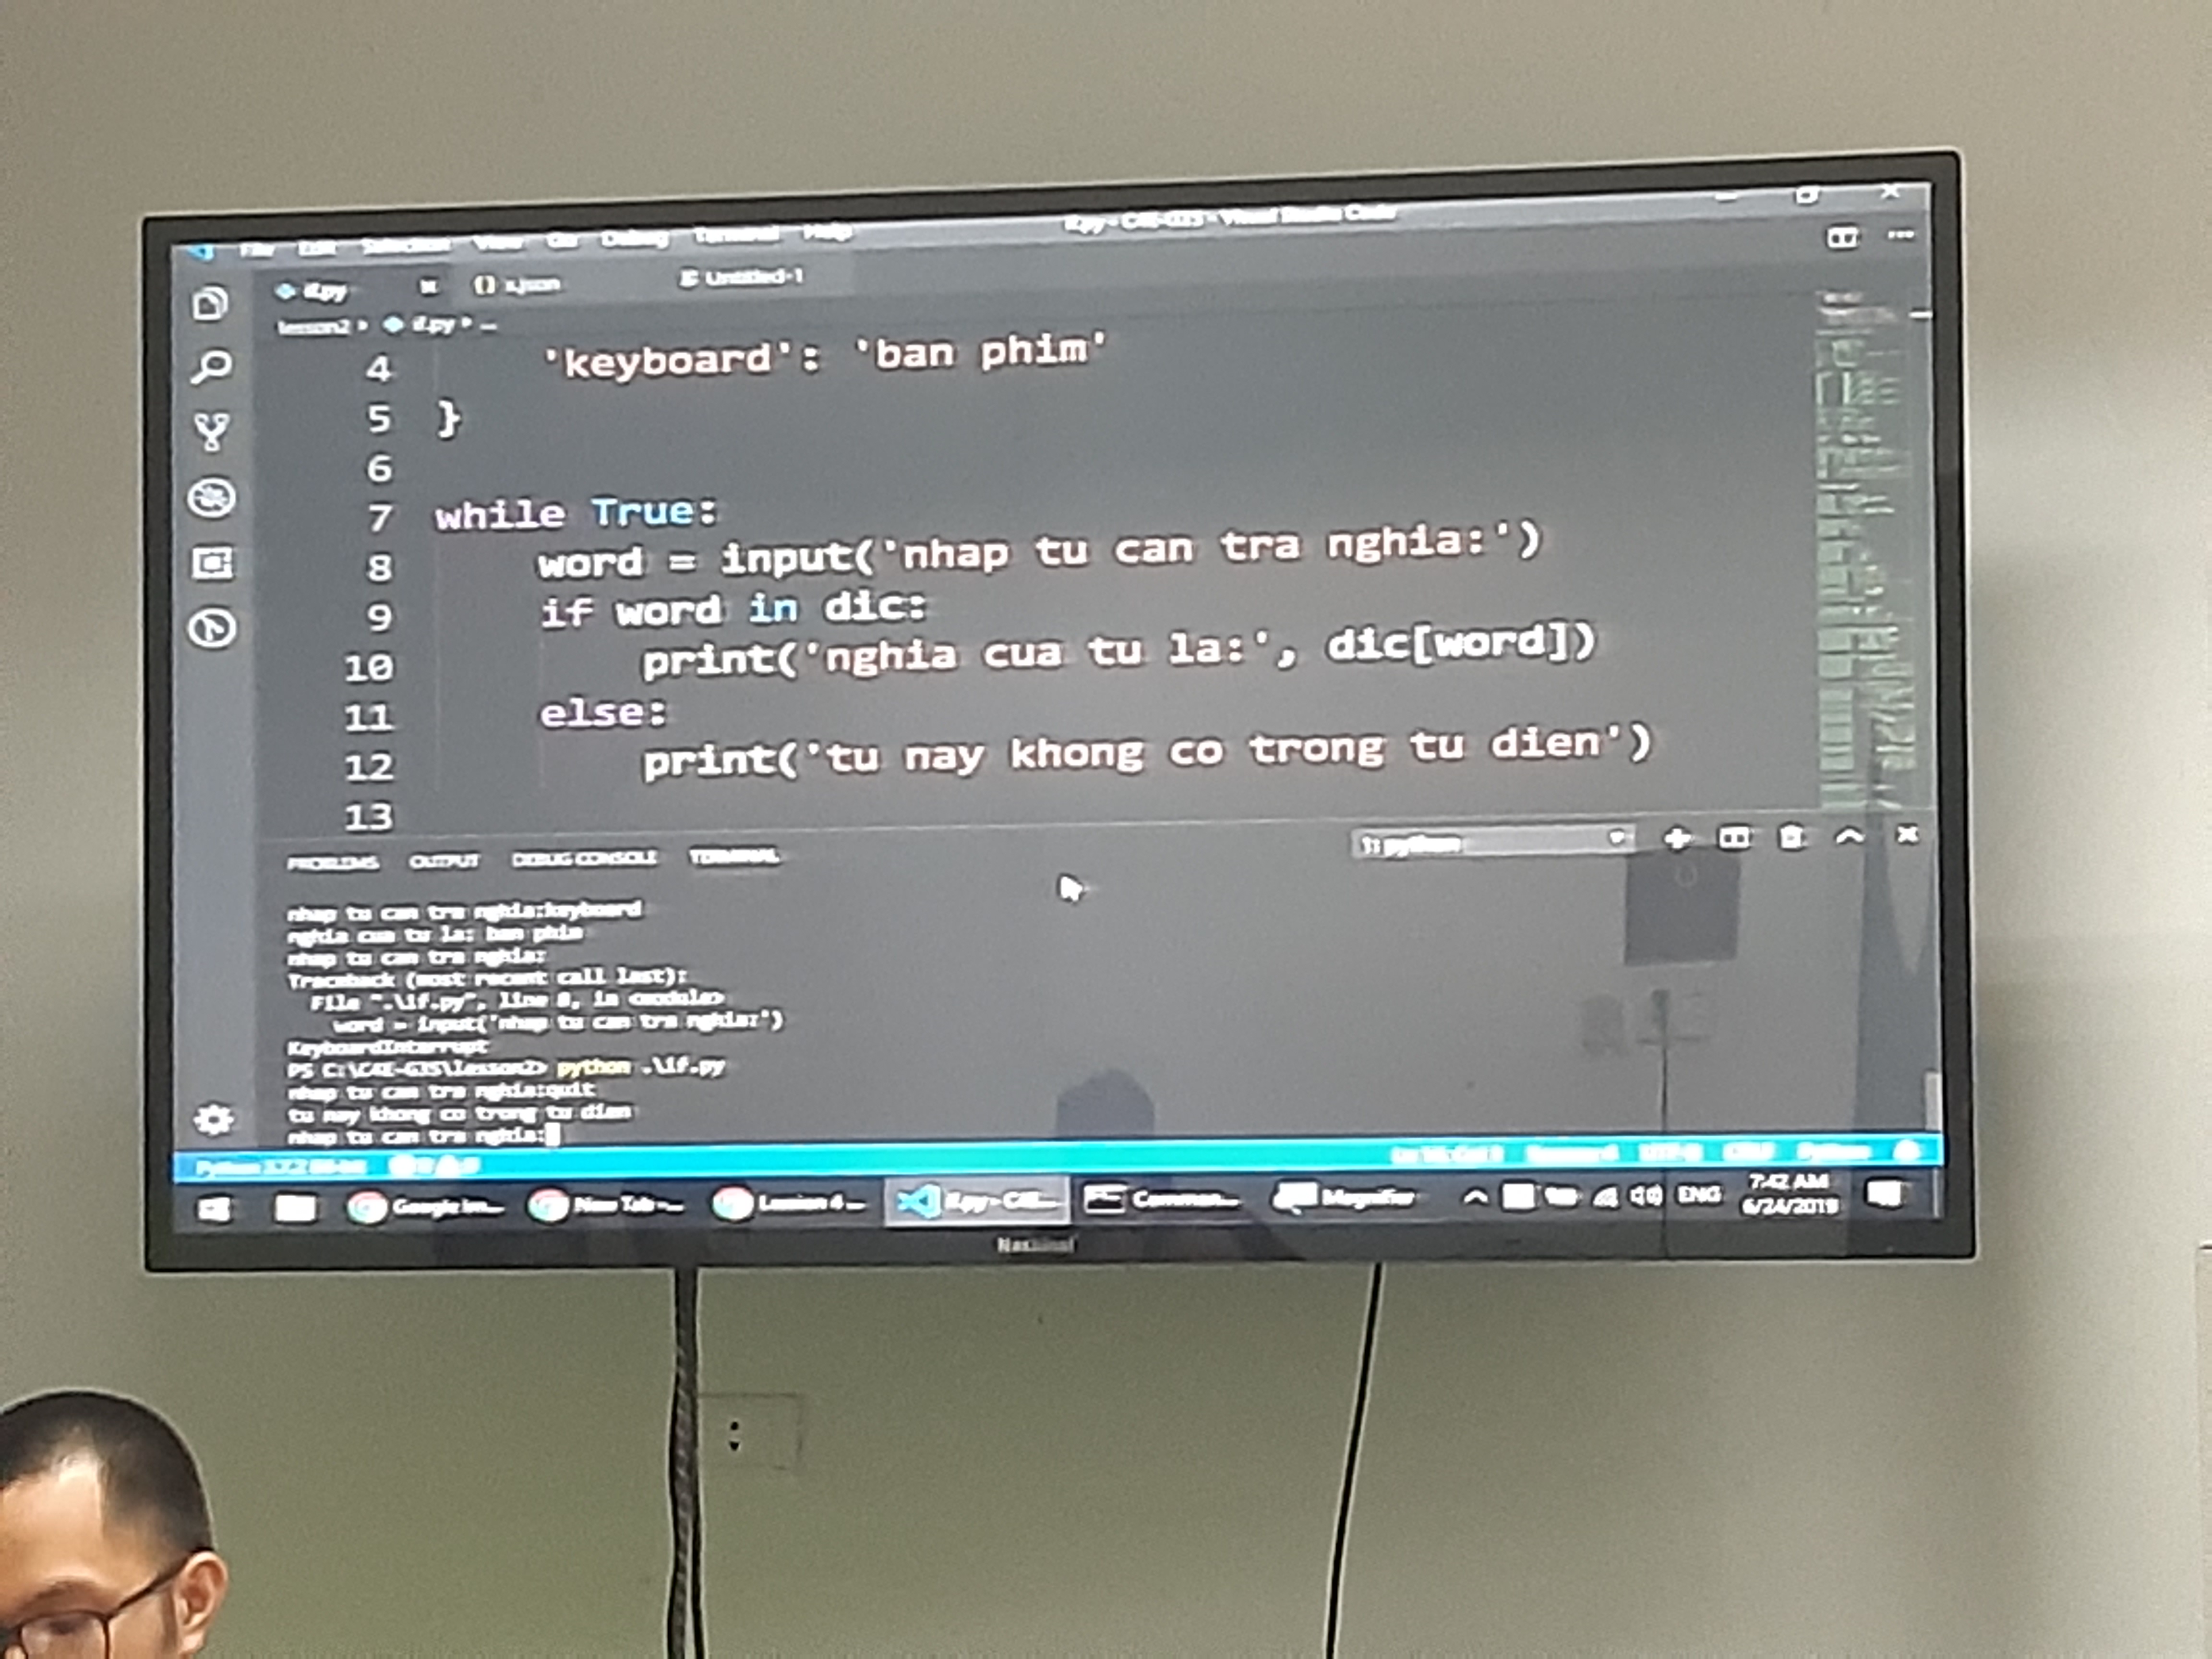 File Edit Selection View Go Debug Terminal Help
if.py - C4E-G35 - Visual Studio Code
if.py
x.json
Untitled-1
lesson2 > if.py > ...
4 'keyboard': 'ban phim'
5 }
6
7 while True:
8 word = input('nhap tu can tra nghia:')
9 if word in dic:
10 print('nghia cua tu la:', dic[word])
11 else:
12 print('tu nay khong co trong tu dien')
13
PROBLEMS OUTPUT DEBUG CONSOLE TERMINAL
1: python
nhap tu can tra nghia:keyboard
nghia cua tu la: ban phim
nhap tu can tra nghia:
Traceback (most recent call last):
File ".\if.py", line 8, in <module>
word = input('nhap tu can tra nghia:')
KeyboardInterrupt
PS C:\C4E-G35\lesson2> python .\if.py
nhap tu can tra nghia:quit
tu nay khong co trong tu dien
nhap tu can tra nghia:
Python
Google Im...
New Tab -...
Lession 4 ...
if.py - C4E...
Comman...
Magnifier
ENG
7:42 AM
6/24/2019